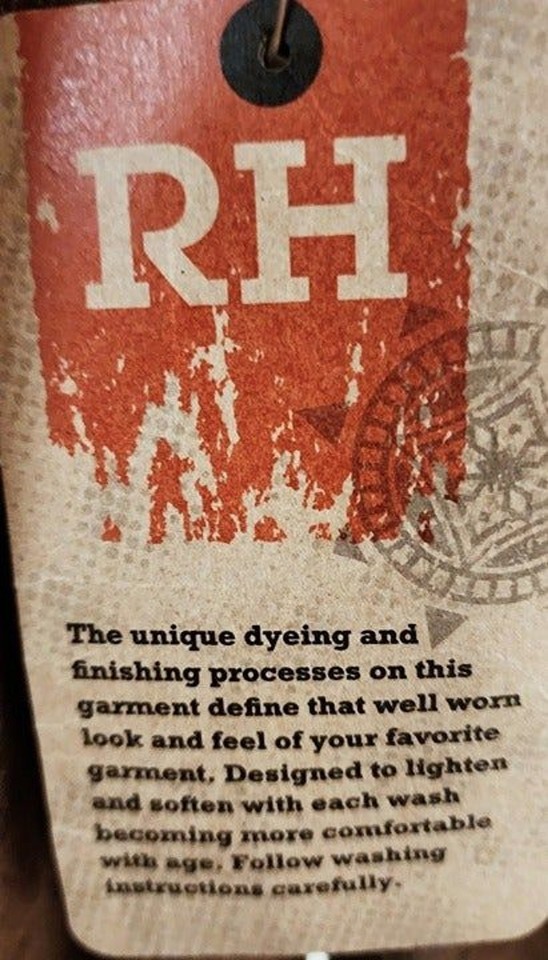 RH
The unique dyeing and
finishing processes on this
garment define that well worn
look and feel of your favorite
garment. Designed to lighten
and soften with each wash
becoming more comfortable
with age. Follow washing
instructions carefully.